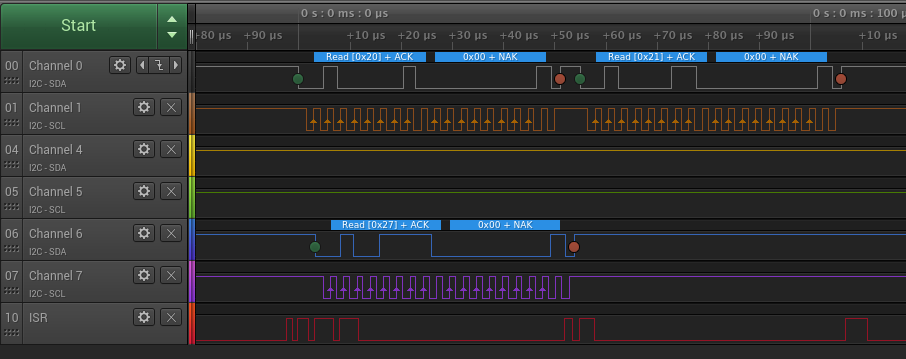 Start
0 s : 0 ms : 0 µs
0 s : 0 ms : 100 µ
+80 µs +90 µs +10 µs +20 µs +30 µs +40 µs +50 µs +60 µs +70 µs +80 µs +90 µs +10 µs
00 Channel 0
I2C - SDA
Read [0x20] + ACK 0x00 + NAK Read [0x21] + ACK 0x00 + NAK
01 Channel 1
I2C - SCL
04 Channel 4
I2C - SDA
05 Channel 5
I2C - SCL
06 Channel 6
I2C - SDA
Read [0x27] + ACK 0x00 + NAK
07 Channel 7
I2C - SCL
10 ISR